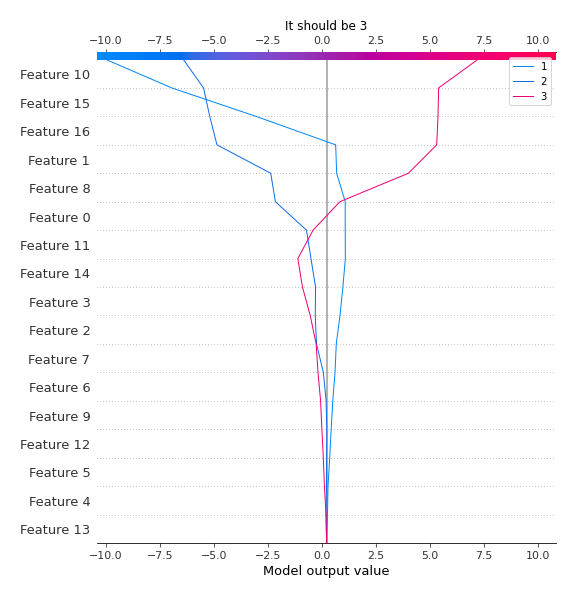 It should be 3
−10.0 −7.5 −5.0 −2.5 0.0 2.5 5.0 7.5 10.0
1
2
3
Feature 10
Feature 15
Feature 16
Feature 1
Feature 8
Feature 0
Feature 11
Feature 14
Feature 3
Feature 2
Feature 7
Feature 6
Feature 9
Feature 12
Feature 5
Feature 4
Feature 13
−10.0 −7.5 −5.0 −2.5 0.0 2.5 5.0 7.5 10.0
Model output value